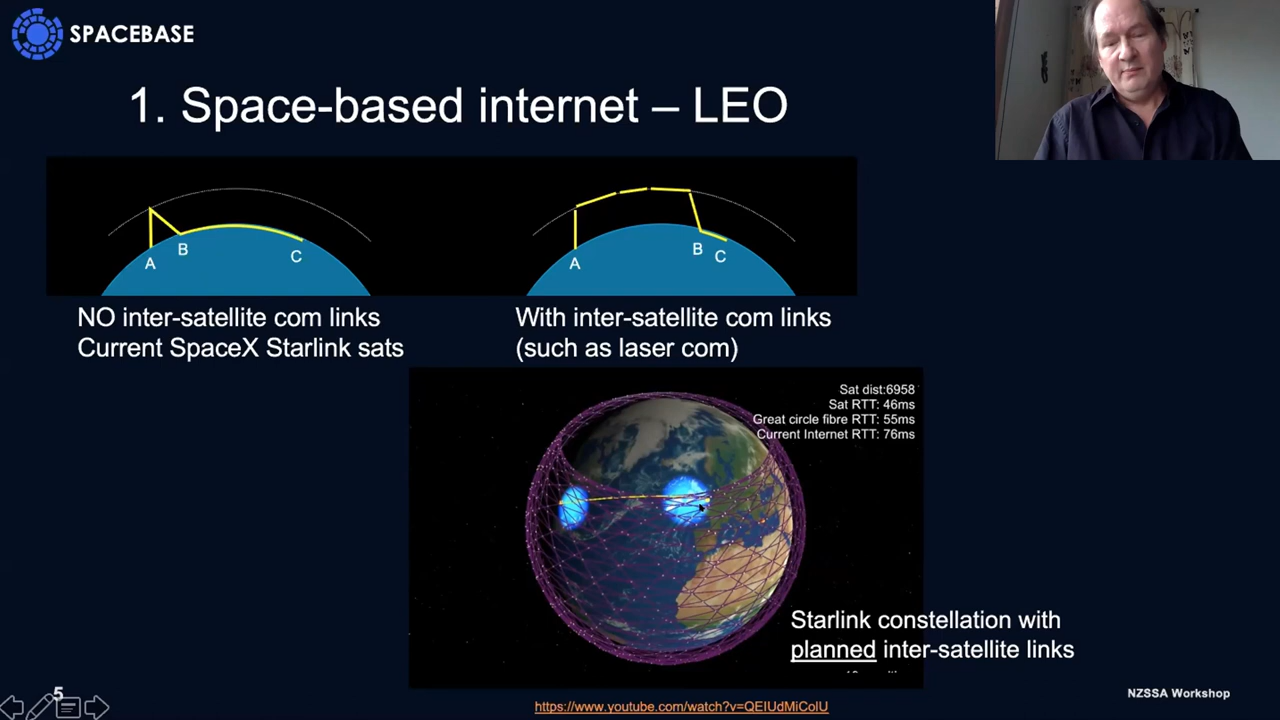 SPACEBASE
1. Space-based internet – LEO
A
B
C
A
B
C
NO inter-satellite com links
Current SpaceX Starlink sats
With inter-satellite com links
(such as laser com)
Sat dist:6958
Sat RTT: 46ms
Great circle fibre RTT: 55ms
Current Internet RTT: 76ms
Starlink constellation with
planned inter-satellite links
5
https://www.youtube.com/watch?v=QEIUdMiColU
NZSSA Workshop